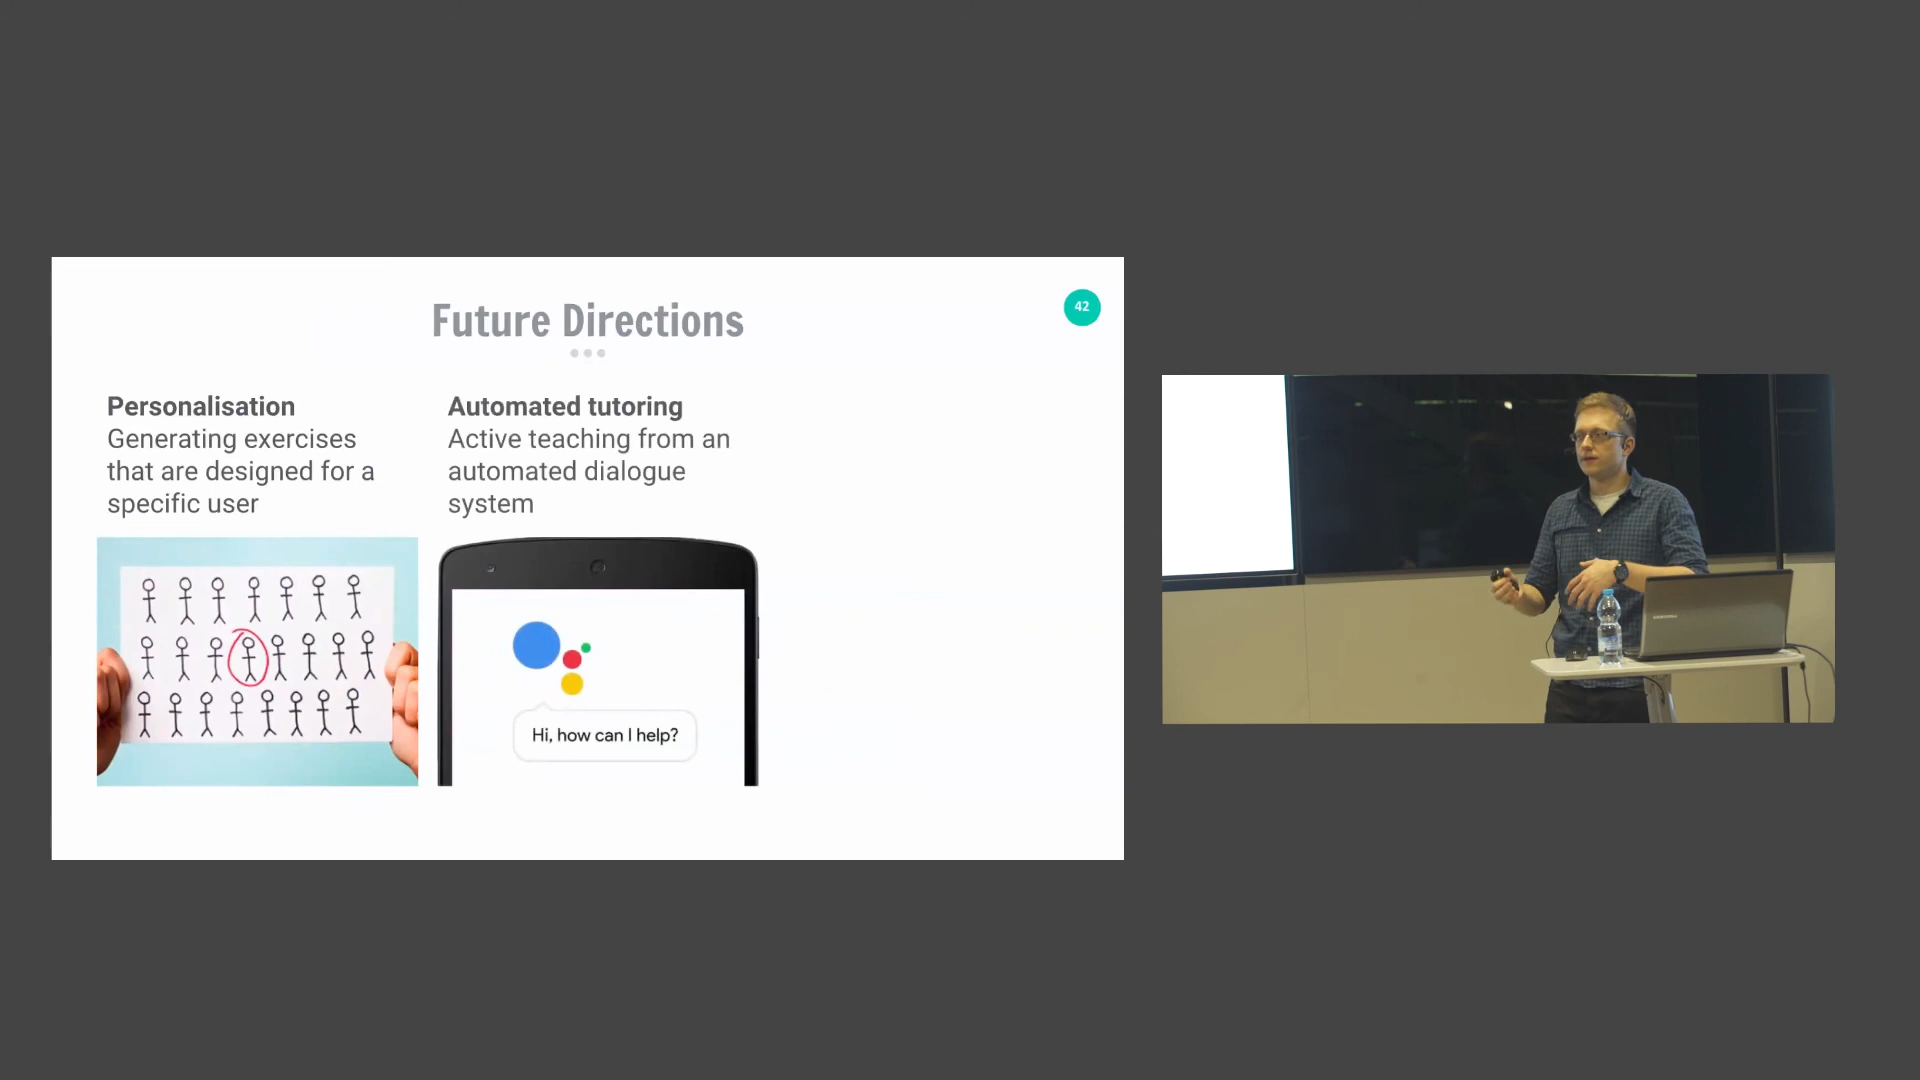 Future Directions
42
Personalisation
Generating exercises
that are designed for a
specific user
Automated tutoring
Active teaching from an
automated dialogue
system
Hi, how can I help?
SAMSUNG